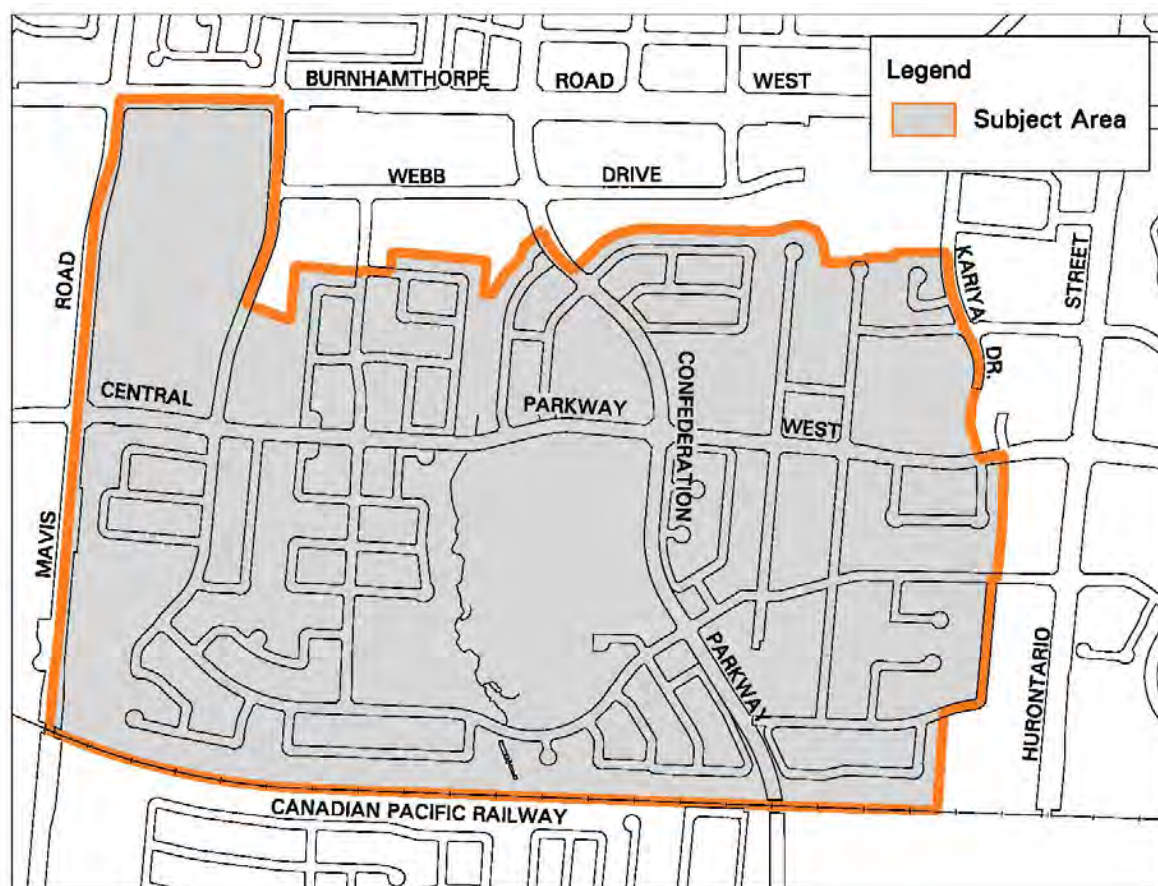 BURNHAMTHORPE ROAD WEST
Legend
Subject Area
WEBB DRIVE
ROAD
KARIYA
DR.
STREET
CENTRAL PARKWAY WEST
CONFEDERATION
MAVIS
PARKWAY
HURONTARIO
CANADIAN PACIFIC RAILWAY